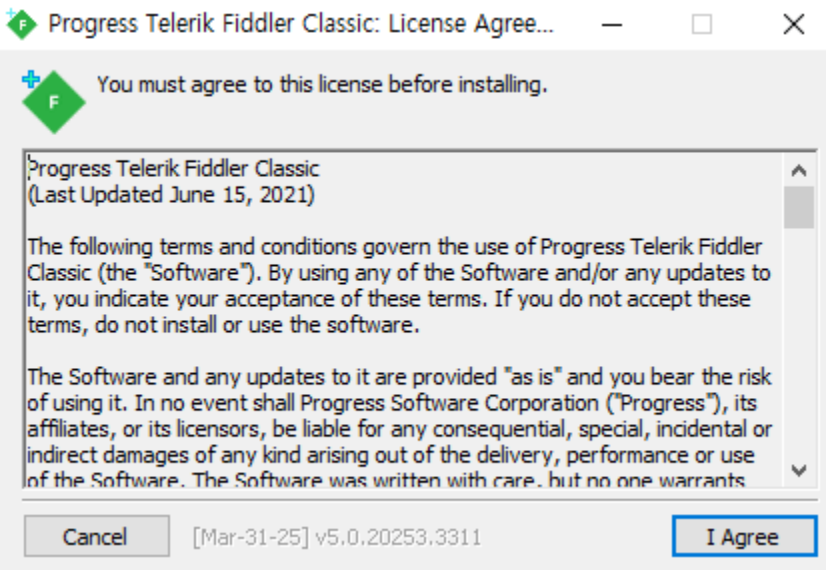 Progress Telerik Fiddler Classic: License Agree...
F
You must agree to this license before installing.
Progress Telerik Fiddler Classic
(Last Updated June 15, 2021)
The following terms and conditions govern the use of Progress Telerik Fiddler
Classic (the "Software"). By using any of the Software and/or any updates to
it, you indicate your acceptance of these terms. If you do not accept these
terms, do not install or use the software.
The Software and any updates to it are provided "as is" and you bear the risk
of using it. In no event shall Progress Software Corporation ("Progress"), its
affiliates, or its licensors, be liable for any consequential, special, incidental or
indirect damages of any kind arising out of the delivery, performance or use
of the Software. The Software was written with care, but no one warrants
Cancel
[Mar-31-25] v5.0.20253.3311
I Agree